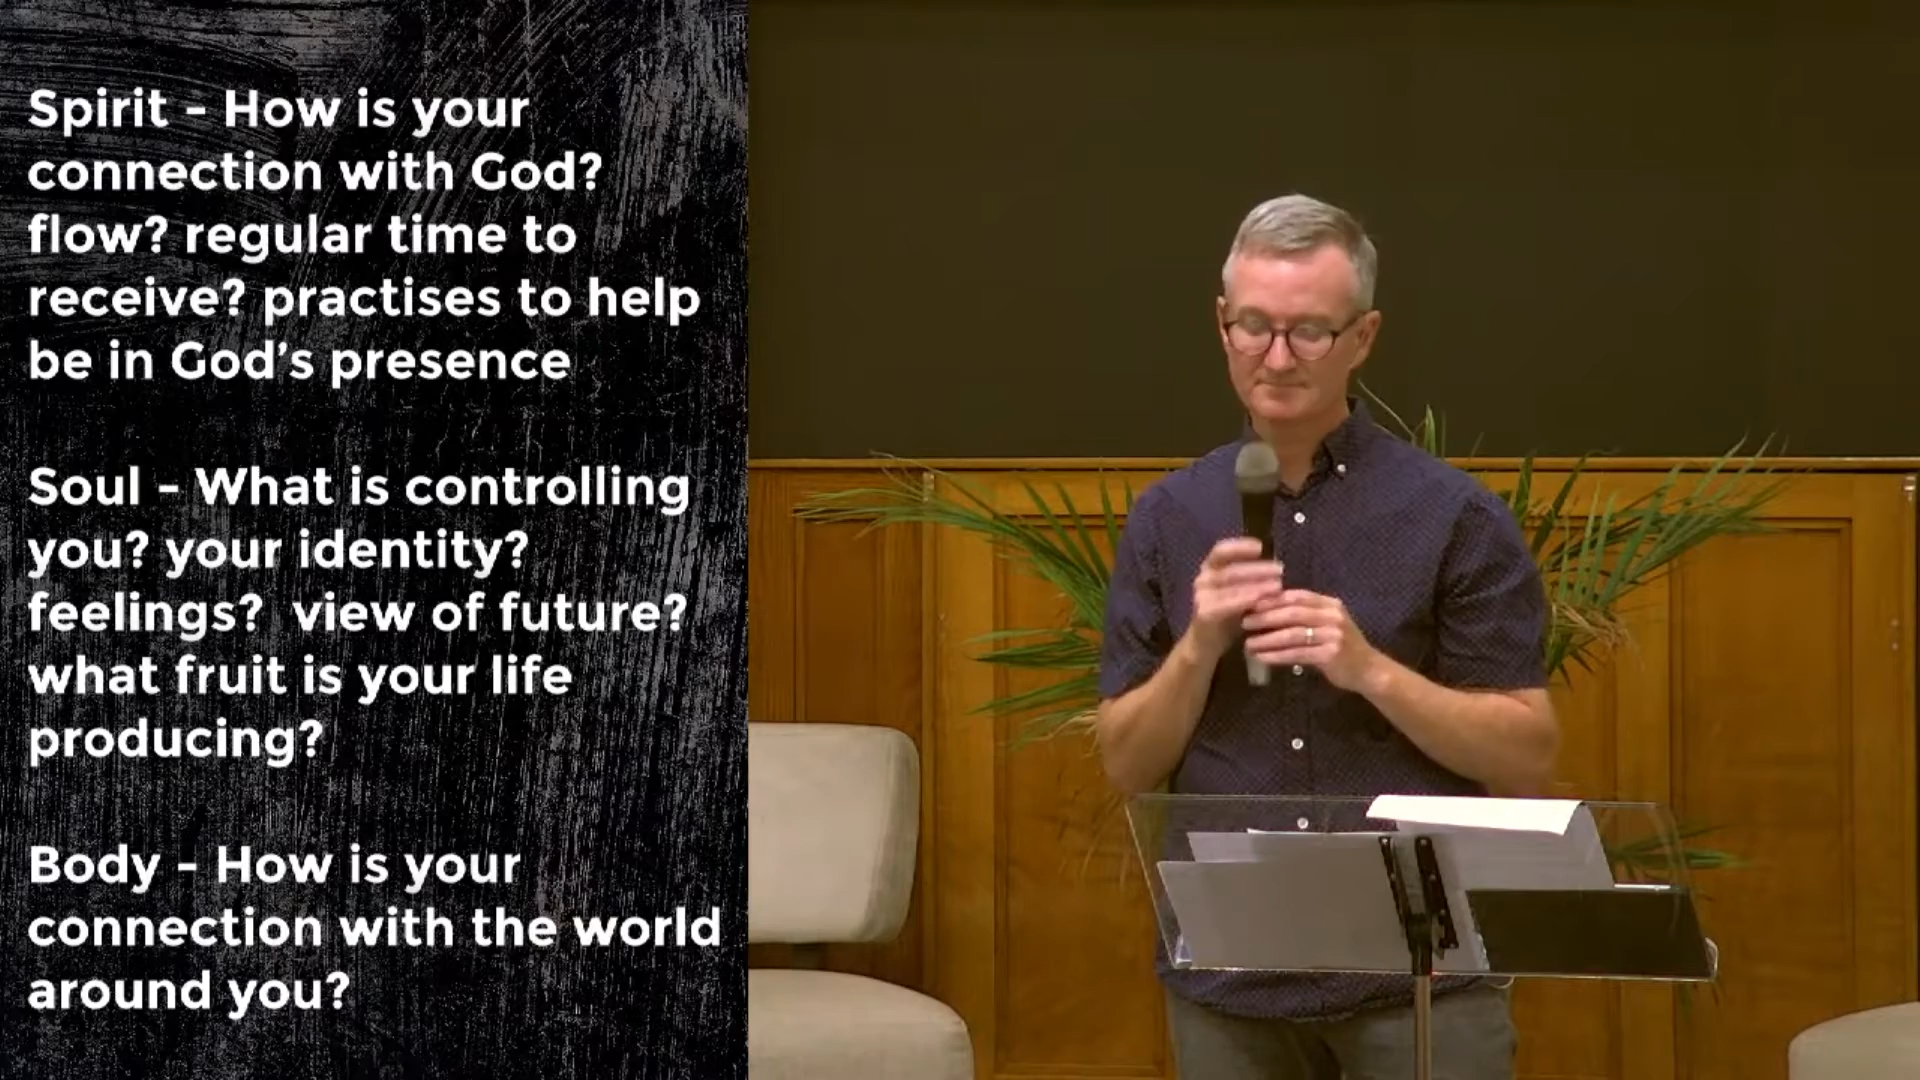 Spirit - How is your
connection with God?
flow? regular time to
receive? practises to help
be in God’s presence
Soul - What is controlling
you? your identity?
feelings?  view of future?
what fruit is your life
producing?
Body - How is your
connection with the world
around you?